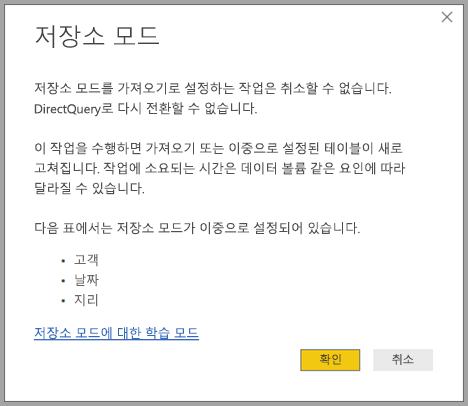 저장소 모드
저장소 모드를 가져오기로 설정하는 작업은 취소할 수 없습니다.
DirectQuery로 다시 전환할 수 없습니다.
이 작업을 수행하면 가져오기 또는 이중으로 설정된 테이블이 새로
고쳐집니다. 작업에 소요되는 시간은 데이터 볼륨 같은 요인에 따라
달라질 수 있습니다.
다음 표에서는 저장소 모드가 이중으로 설정되어 있습니다.
• 고객
• 날짜
• 지리
저장소 모드에 대한 학습 모드
확인 취소